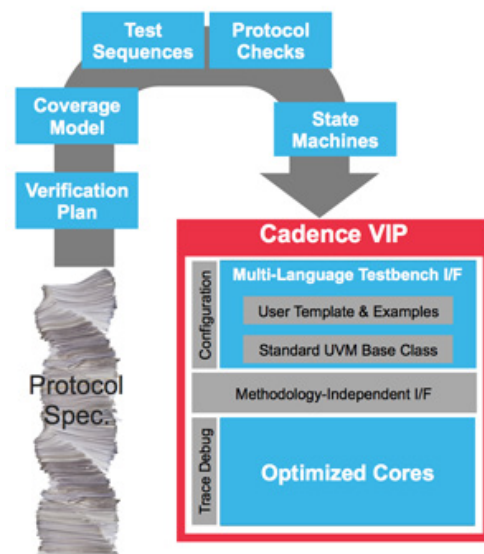 Test
Sequences
Protocol
Checks
Coverage
Model
State
Machines
Verification
Plan
Protocol
Spec.
Cadence VIP
Configuration
Multi-Language Testbench I/F
User Template & Examples
Standard UVM Base Class
Methodology-Independent I/F
Trace Debug
Optimized Cores